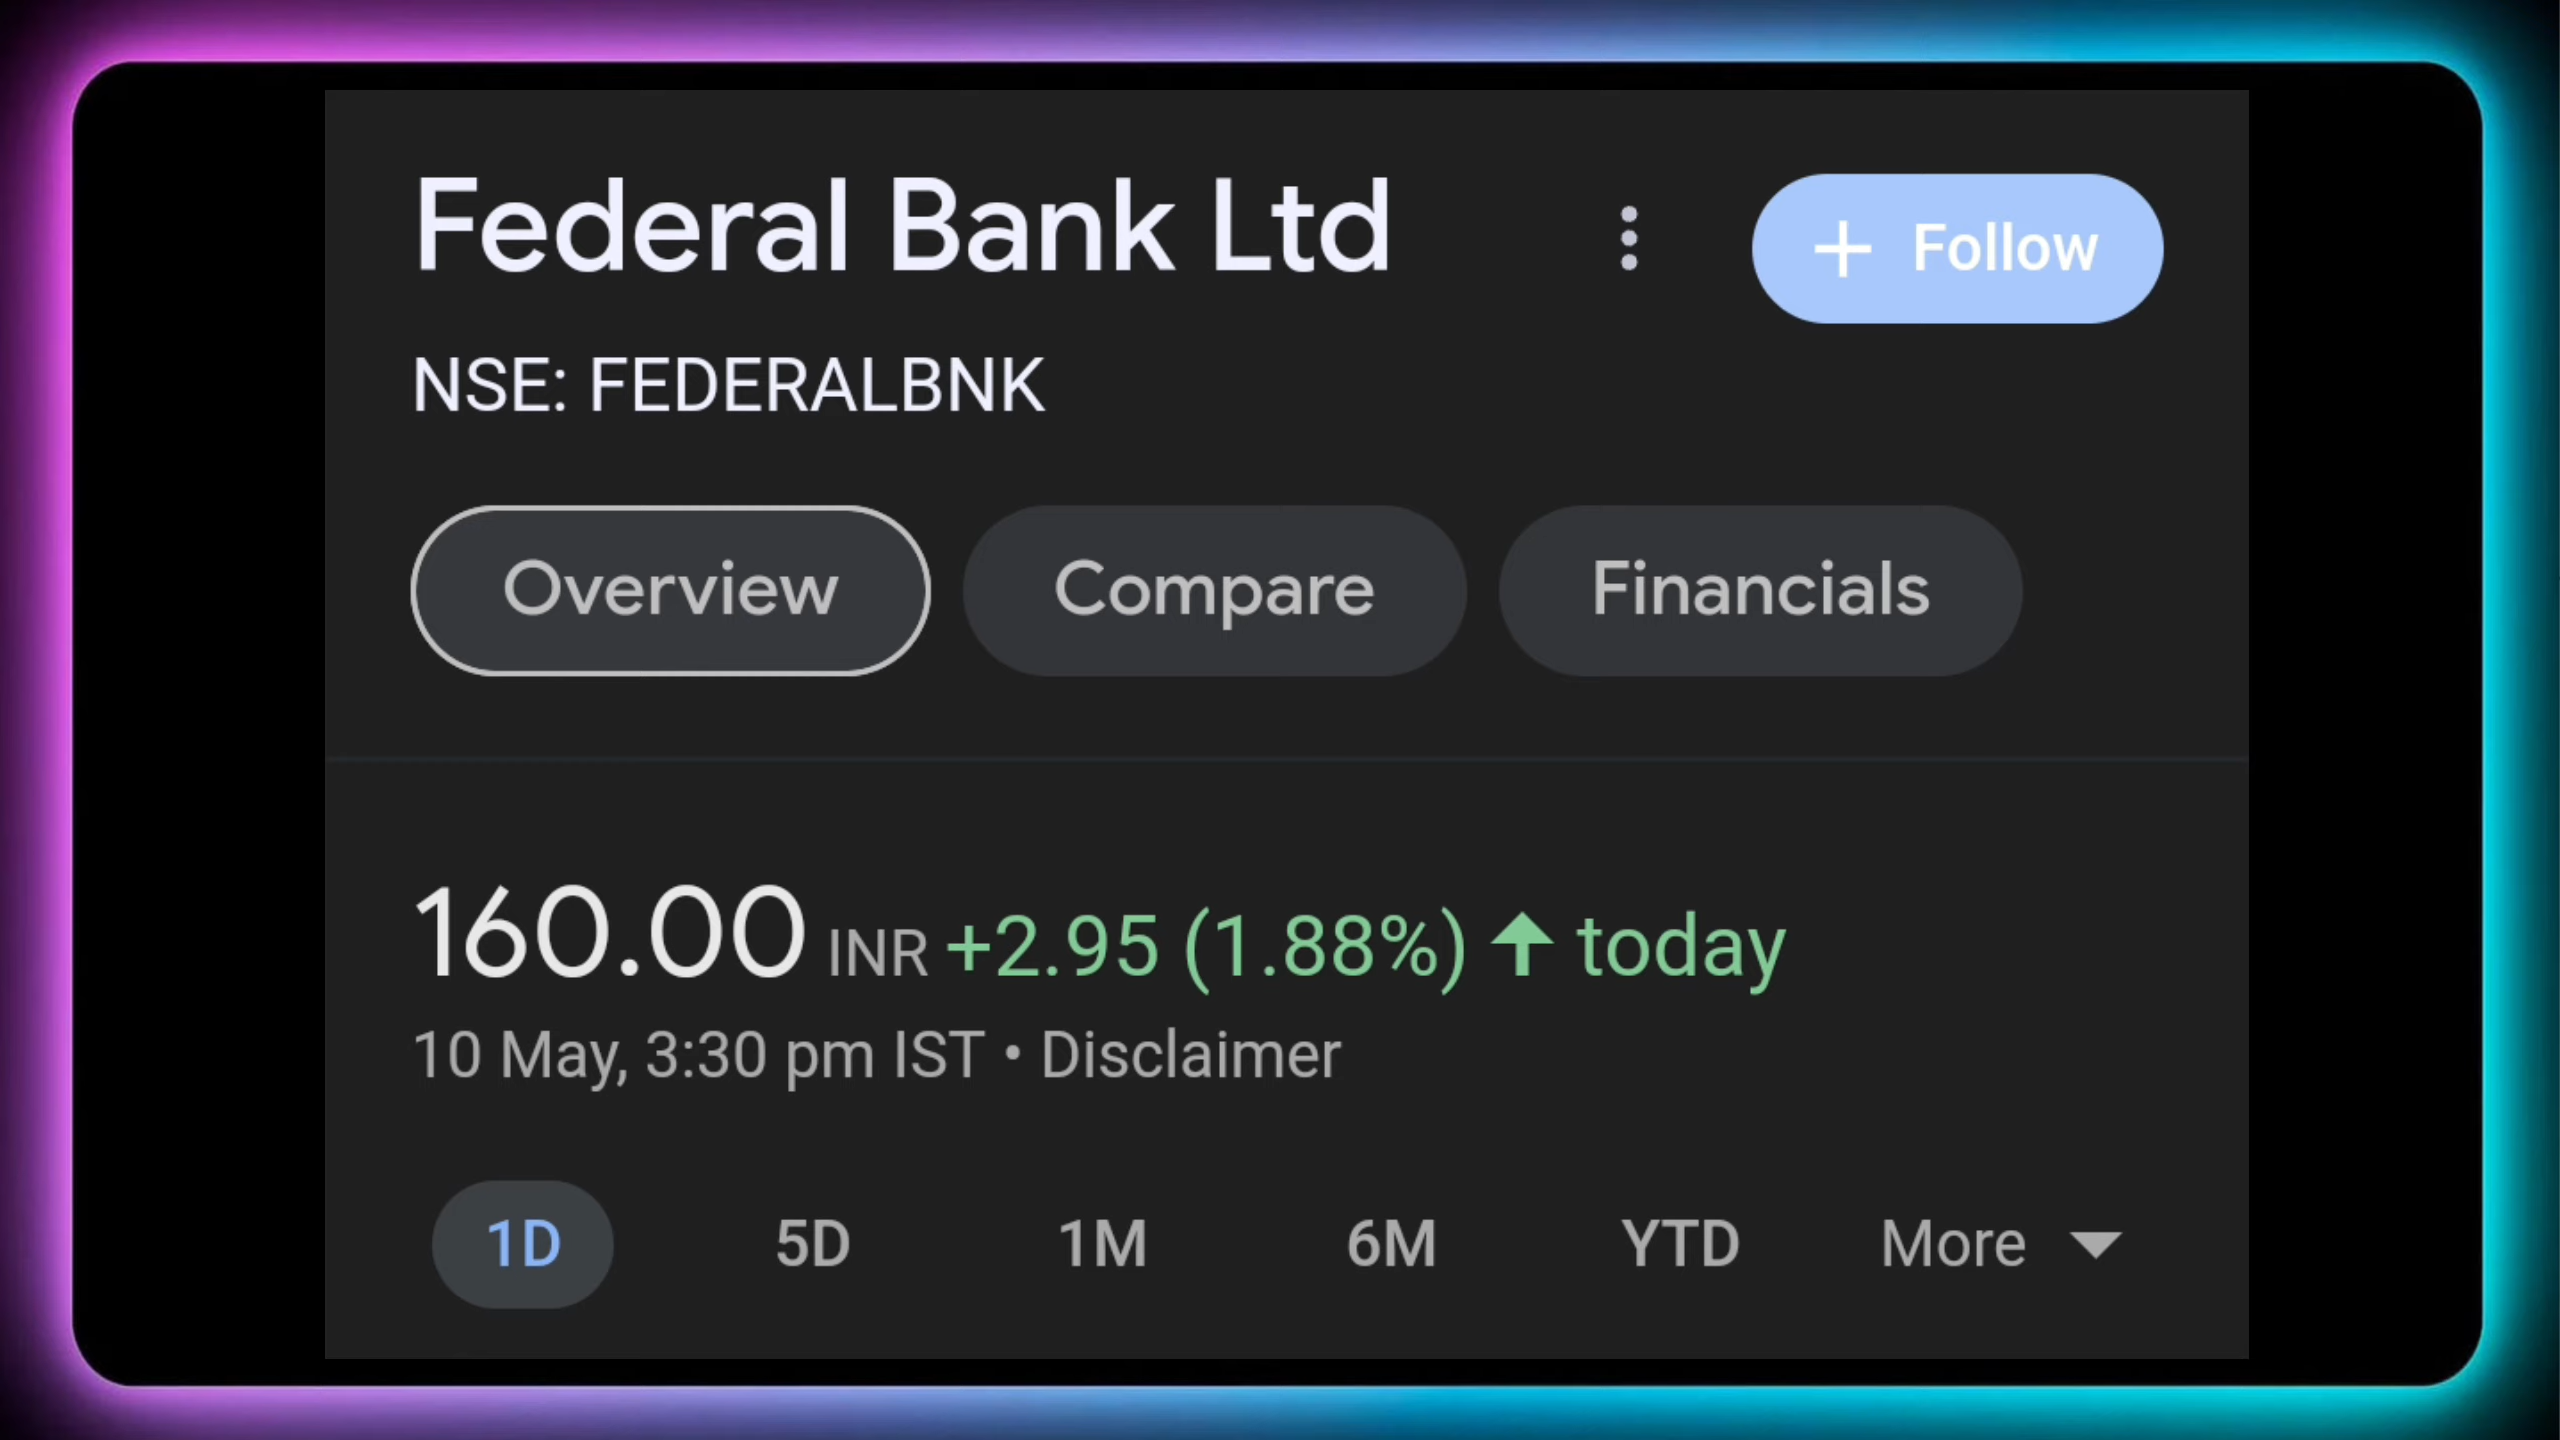 Federal Bank Ltd
+ Follow
NSE: FEDERALBNK
Overview Compare Financials
160.00 INR +2.95 (1.88%) ↑ today
10 May, 3:30 pm IST • Disclaimer
1D 5D 1M 6M YTD More